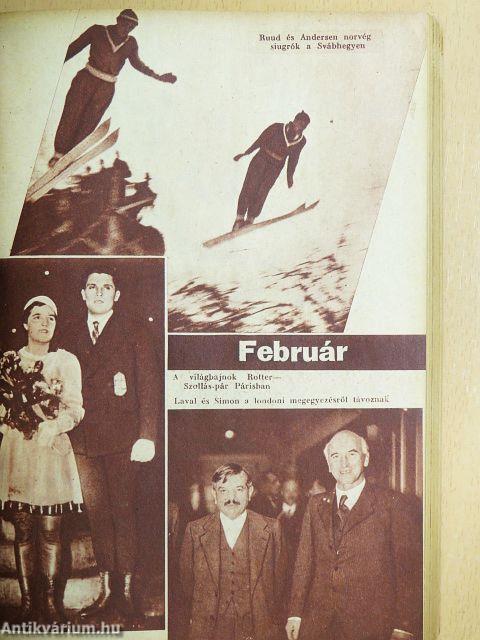 Ruud és Andersen norvég
síugrók a Svábhegyen
Február
A világbajnok Rotter—
Szollás-pár Párisban
Laval és Simon a londoni megegyezésről távoznak
Antikvárium.hu